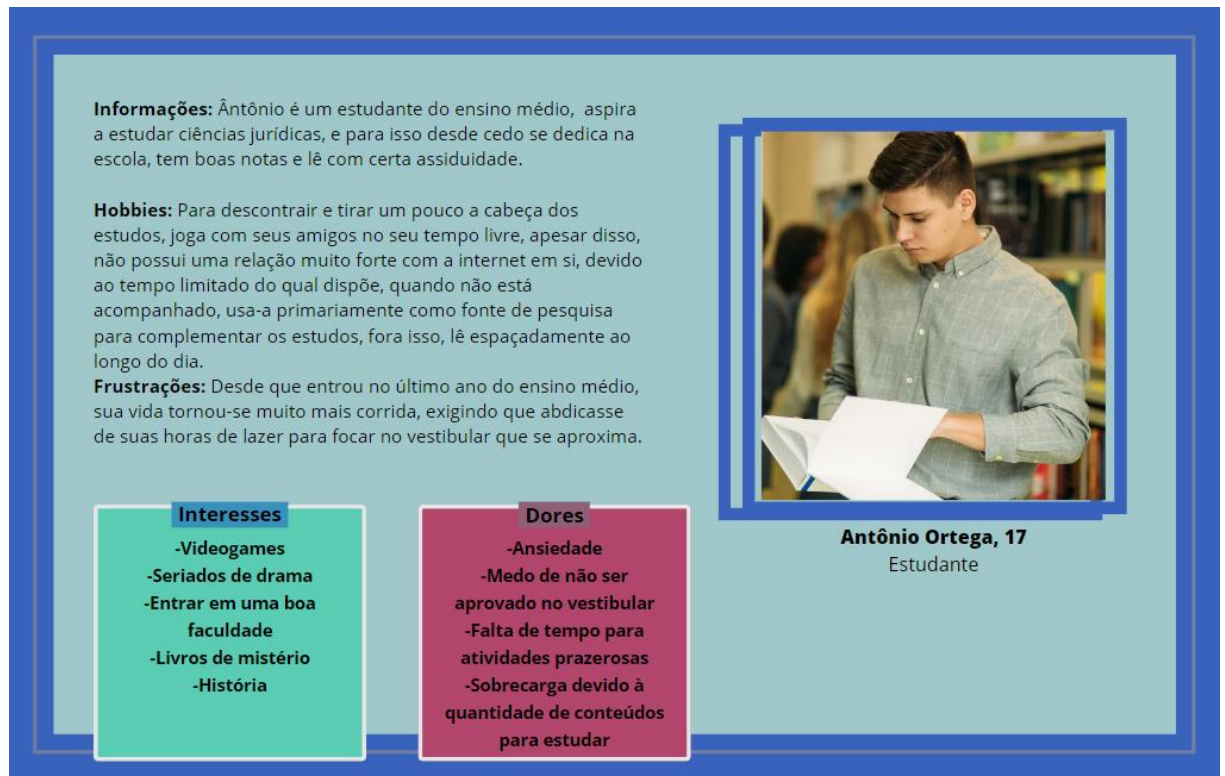 Informações: Ântônio é um estudante do ensino médio,  aspira
a estudar ciências jurídicas, e para isso desde cedo se dedica na
escola, tem boas notas e lê com certa assiduidade.
Hobbies: Para descontrair e tirar um pouco a cabeça dos
estudos, joga com seus amigos no seu tempo livre, apesar disso,
não possui uma relação muito forte com a internet em si, devido
ao tempo limitado do qual dispõe, quando não está
acompanhado, usa-a primariamente como fonte de pesquisa
para complementar os estudos, fora isso, lê espaçadamente ao
longo do dia.
Frustrações: Desde que entrou no último ano do ensino médio,
sua vida tornou-se muito mais corrida, exigindo que abdicasse
de suas horas de lazer para focar no vestibular que se aproxima.
Interesses
-Videogames
-Seriados de drama
-Entrar em uma boa
faculdade
-Livros de mistério
-História
Dores
-Ansiedade
-Medo de não ser
aprovado no vestibular
-Falta de tempo para
atividades prazerosas
-Sobrecarga devido à
quantidade de conteúdos
para estudar
Antônio Ortega, 17
Estudante